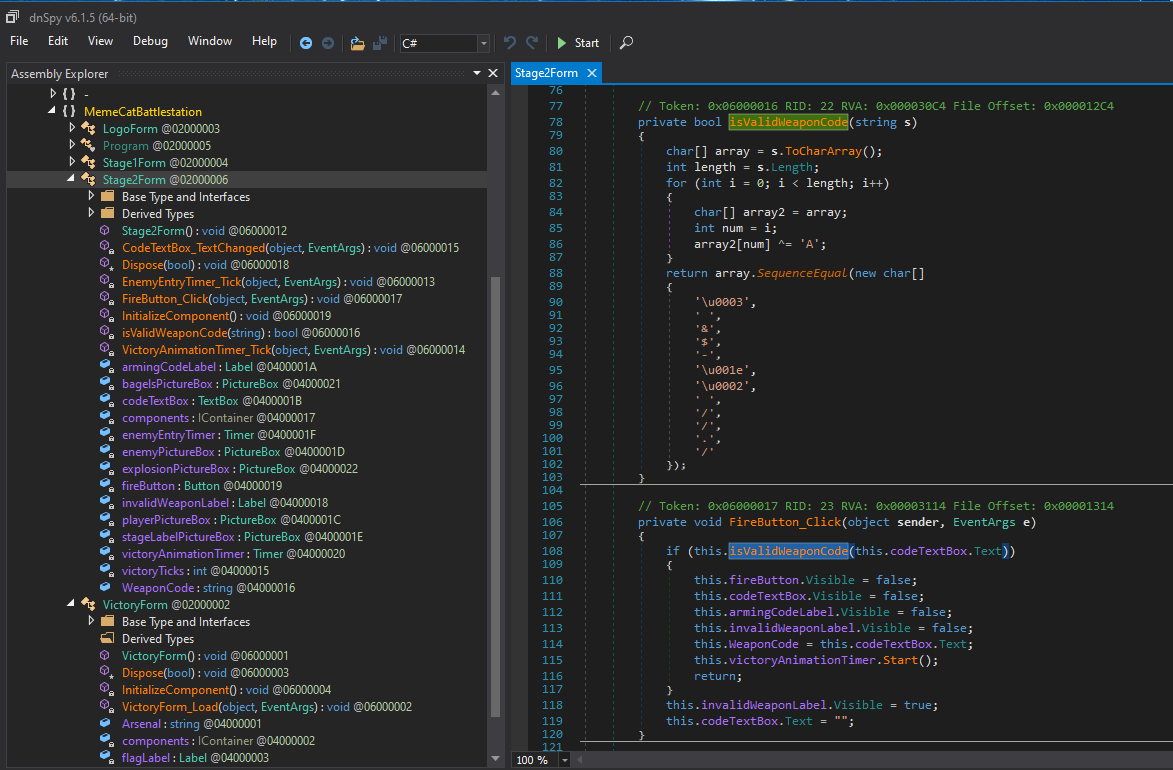 dnSpy v6.1.5 (64-bit)
File Edit View Debug Window Help C# Start
Assembly Explorer
{ } -
{ } MemeCatBattlestation
LogoForm @02000003
Program @02000005
Stage1Form @02000004
Stage2Form @02000006
Base Type and Interfaces
Derived Types
Stage2Form() : void @06000012
CodeTextBox_TextChanged(object, EventArgs) : void @06000015
Dispose(bool) : void @06000018
EnemyEntryTimer_Tick(object, EventArgs) : void @06000013
FireButton_Click(object, EventArgs) : void @06000017
InitializeComponent() : void @06000019
isValidWeaponCode(string) : bool @06000016
VictoryAnimationTimer_Tick(object, EventArgs) : void @06000014
armingCodeLabel : Label @0400001A
bagelsPictureBox : PictureBox @04000021
codeTextBox : TextBox @0400001B
components : IContainer @04000017
enemyEntryTimer : Timer @0400001F
enemyPictureBox : PictureBox @0400001D
explosionPictureBox : PictureBox @04000022
fireButton : Button @04000019
invalidWeaponLabel : Label @04000018
playerPictureBox : PictureBox @0400001C
stageLabelPictureBox : PictureBox @0400001E
victoryAnimationTimer : Timer @04000020
victoryTicks : int @04000015
WeaponCode : string @04000016
VictoryForm @02000002
Base Type and Interfaces
Derived Types
VictoryForm() : void @06000001
Dispose(bool) : void @06000003
InitializeComponent() : void @06000004
VictoryForm_Load(object, EventArgs) : void @06000002
Arsenal : string @04000001
components : IContainer @04000002
flagLabel : Label @04000003
Stage2Form
76
77 // Token: 0x06000016 RID: 22 RVA: 0x000030C4 File Offset: 0x000012C4
78 private bool isValidWeaponCode(string s)
79 {
80 char[] array = s.ToCharArray();
81 int length = s.Length;
82 for (int i = 0; i < length; i++)
83 {
84 char[] array2 = array;
85 int num = i;
86 array2[num] ^= 'A';
87 }
88 return array.SequenceEqual(new char[]
89 {
90 '\u0003',
91 ' ',
92 '&',
93 '$',
94 '-',
95 '\u001e',
96 '\u0002',
97 ' ',
98 '/',
99 '/',
100 '.',
101 '/'
102 });
103 }
104
105 // Token: 0x06000017 RID: 23 RVA: 0x00003114 File Offset: 0x00001314
106 private void FireButton_Click(object sender, EventArgs e)
107 {
108 if (this.isValidWeaponCode(this.codeTextBox.Text))
109 {
110 this.fireButton.Visible = false;
111 this.codeTextBox.Visible = false;
112 this.armingCodeLabel.Visible = false;
113 this.invalidWeaponLabel.Visible = false;
114 this.WeaponCode = this.codeTextBox.Text;
115 this.victoryAnimationTimer.Start();
116 return;
117 }
118 this.invalidWeaponLabel.Visible = true;
119 this.codeTextBox.Text = "";
120 }
121
100 %